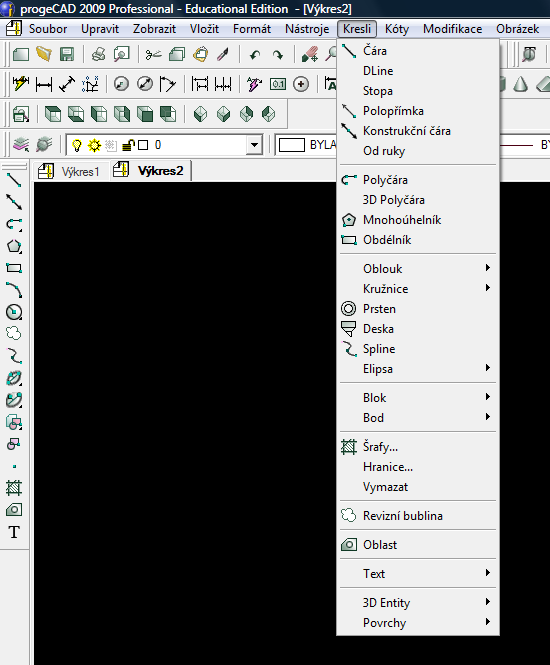 progeCAD 2009 Professional - Educational Edition - [Výkres2]
Soubor Upravit Zobrazit Vložit Formát Nástroje Kresli Kóty Modifikace Obrázek
Čára
DLine
Stopa
Polopřímka
Konstrukční čára
Od ruky
Polyčára
3D Polyčára
Mnohoúhelník
Obdélník
Oblouk
Kružnice
Prsten
Deska
Spline
Elipsa
Blok
Bod
Šrafy...
Hranice...
Vymazat
Revizní bublina
Oblast
Text
3D Entity
Povrchy
0.1
0
BYLA
Výkres1 Výkres2
T